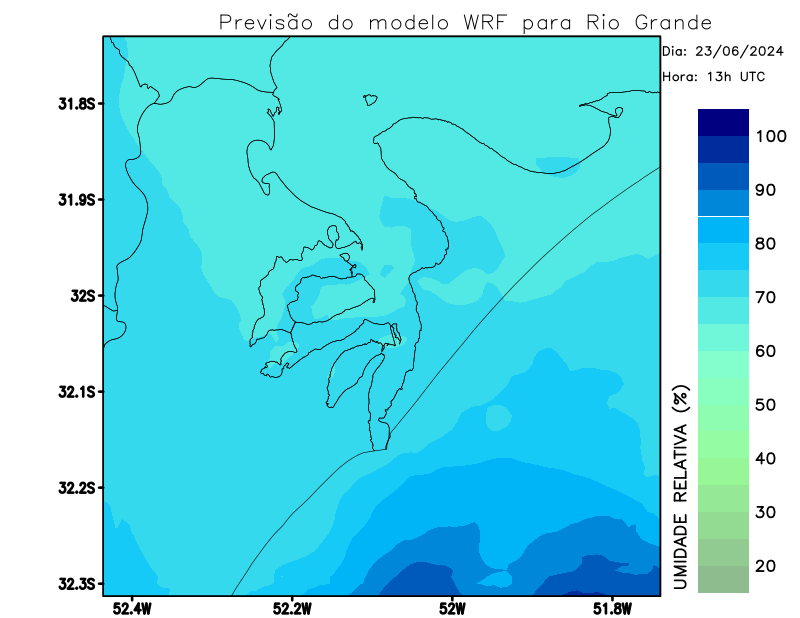 Previsão do modelo WRF para Rio Grande
Dia: 23/06/2024
Hora: 13h UTC
31.8S
31.9S
32S
32.1S
32.2S
32.3S
52.4W
52.2W
52W
51.8W
100
90
80
70
60
50
40
30
20
UMIDADE RELATIVA (%)